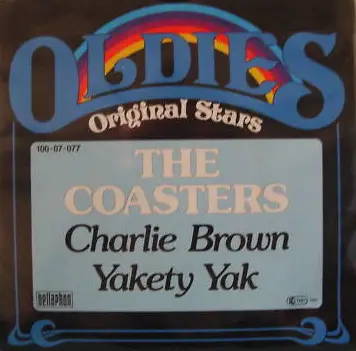 OLDIES
Original Stars
100·07·077
THE
COASTERS
Charlie Brown
Yakety Yak
bellaphon